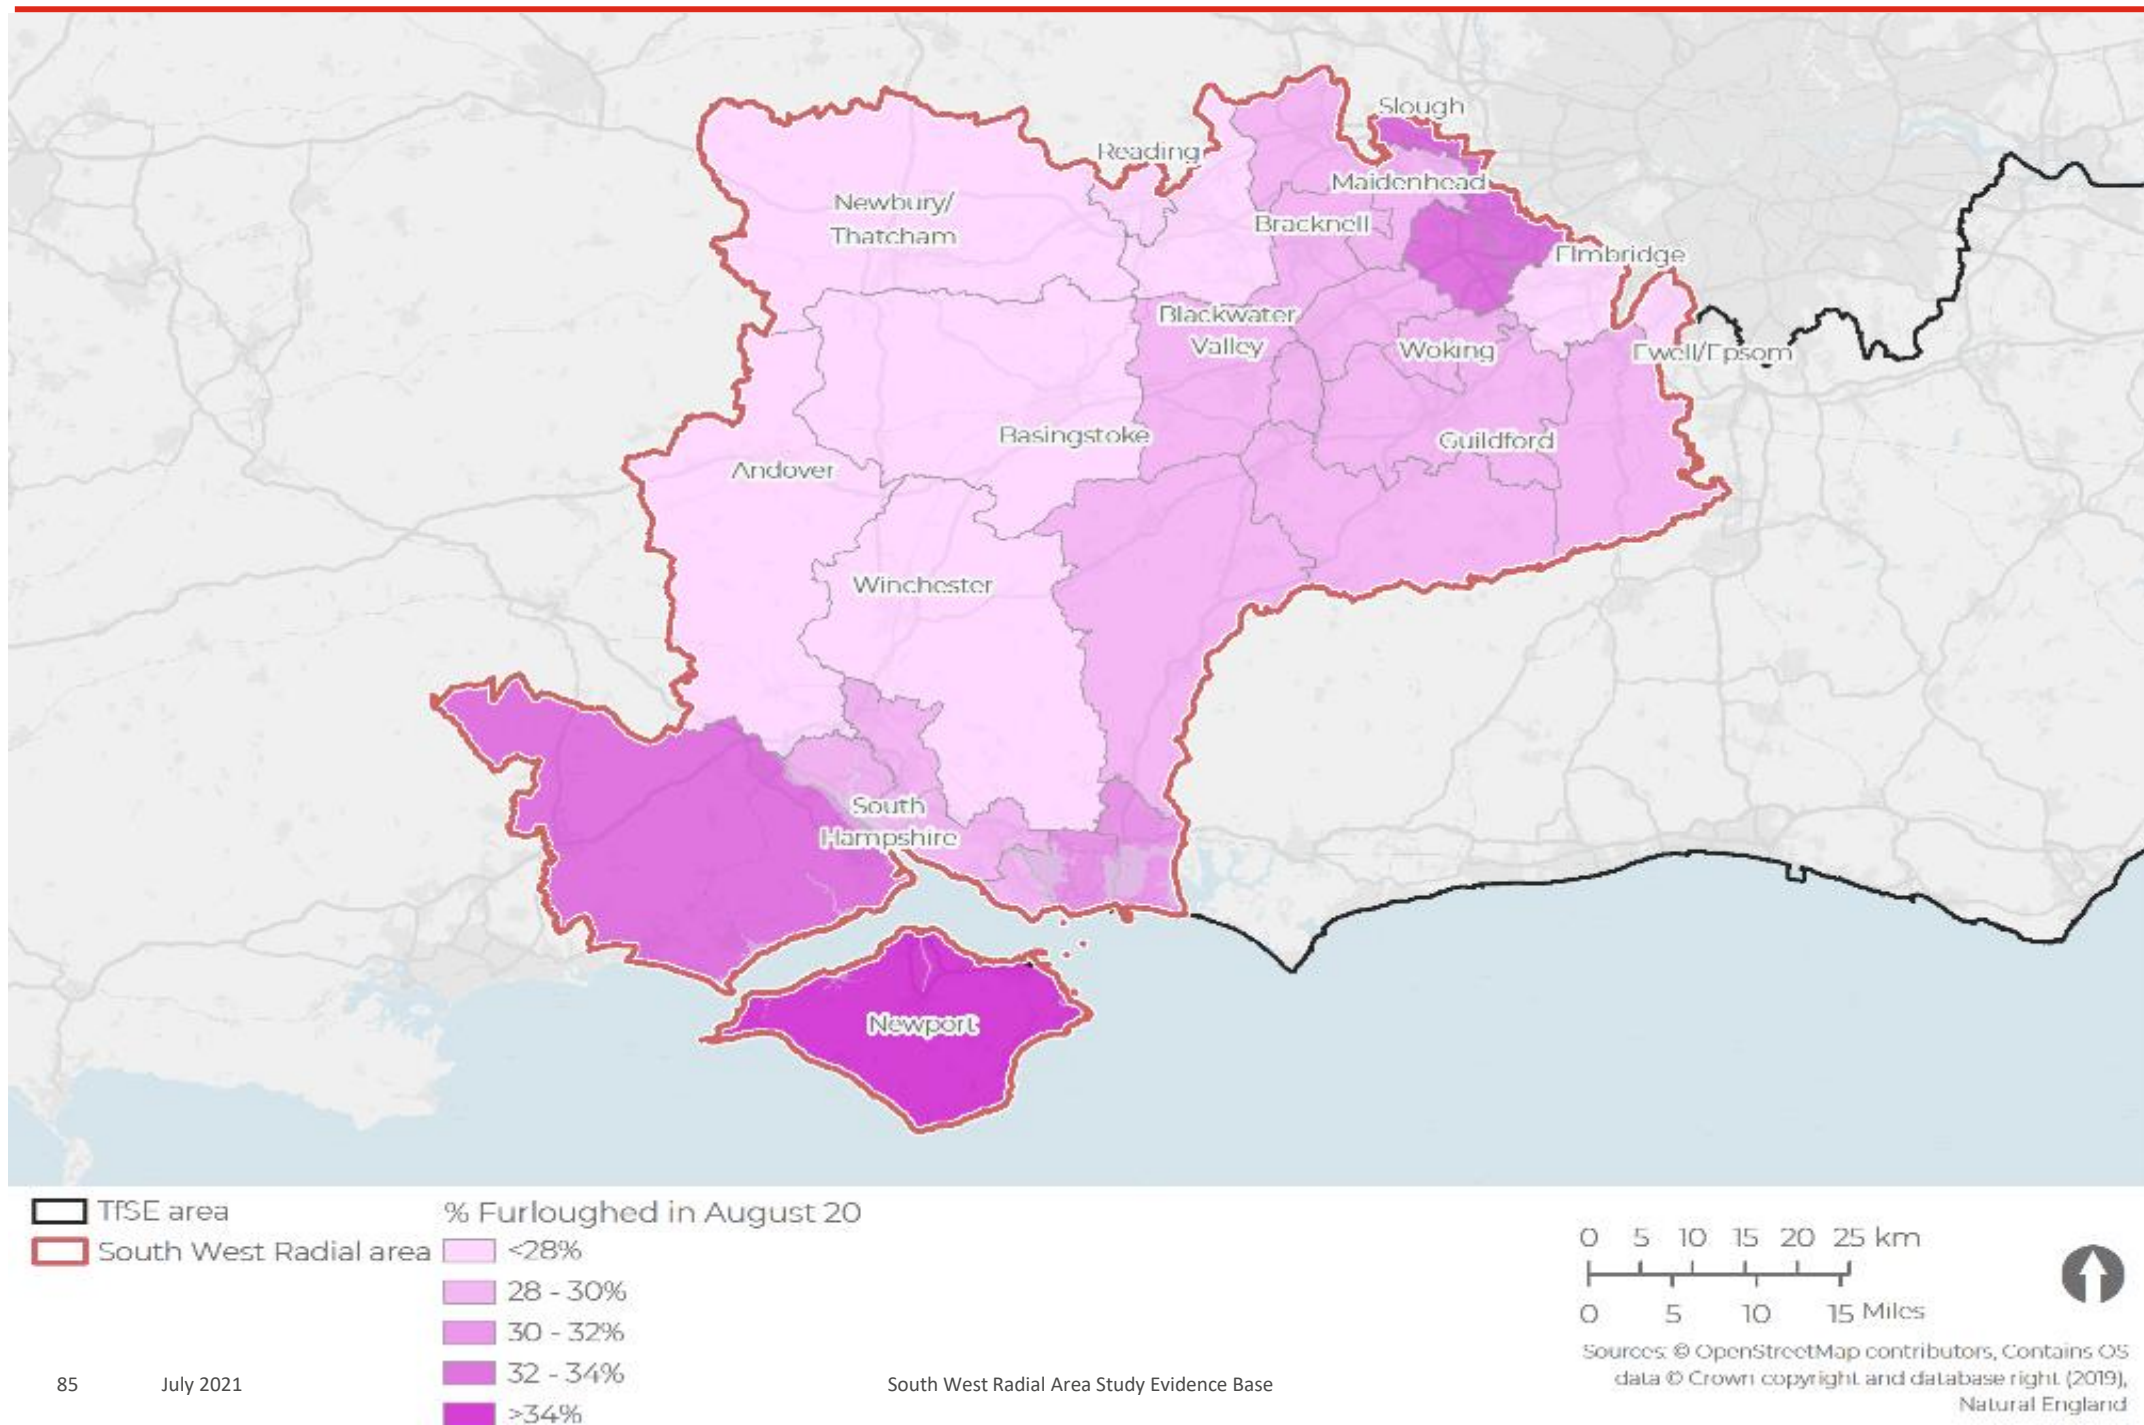 Slough
Reading
Maidenhead
Newbury/
Thatcham
Bracknell
Elmbridge
Blackwater
Valley
Woking
Ewell/Epsom
Basingstoke
Guildford
Andover
Winchester
South
Hampshire
Newport
TfSE area
South West Radial area
% Furloughed in August 20
<28%
28 - 30%
30 - 32%
32 - 34%
>34%
0 5 10 15 20 25 km
0 5 10 15 Miles
Sources: © OpenStreetMap contributors, Contains OS
data © Crown copyright and database right (2019),
Natural England
85
July 2021
South West Radial Area Study Evidence Base